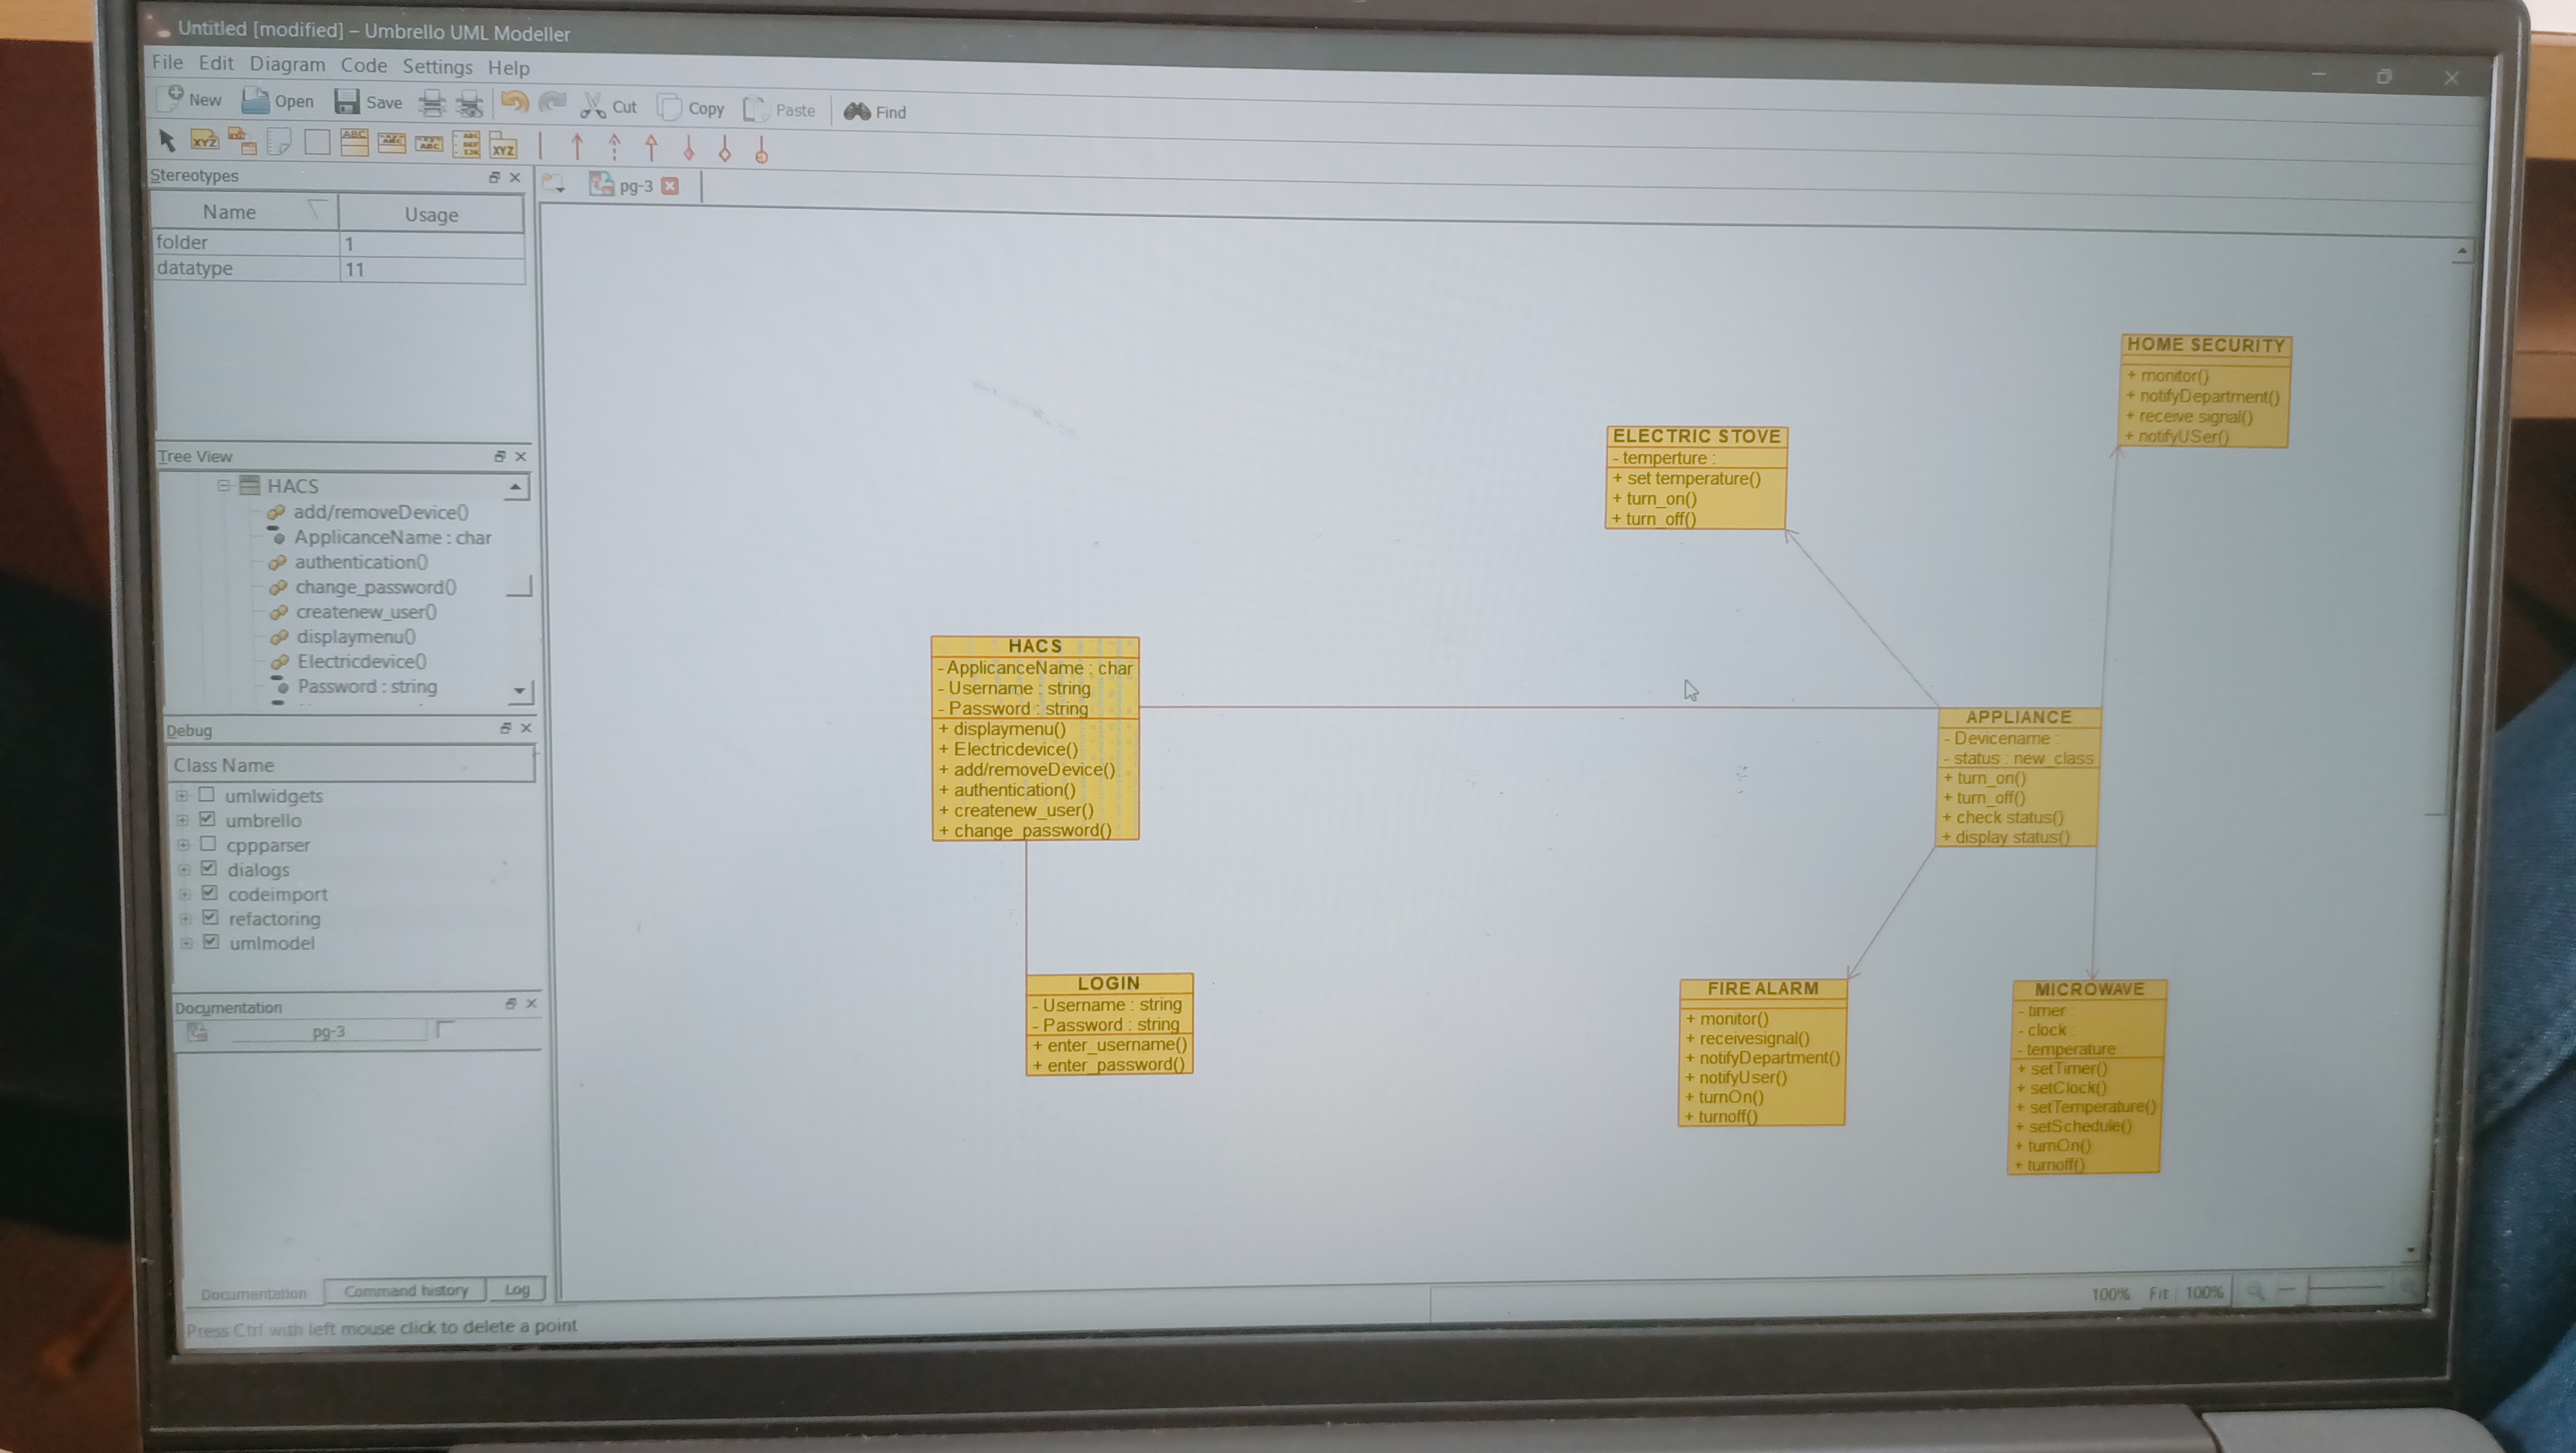 Untitled [modified] – Umbrello UML Modeller
File Edit Diagram Code Settings Help
New Open Save Cut Copy Paste Find
XYZ ABC ABC XYZ
Stereotypes
pg-3
Name Usage
folder 1
datatype 11
Tree View
HACS
add/removeDevice()
ApplicanceName : char
authentication()
change_password()
createnew_user()
displaymenu()
Electricdevice()
Password : string
Debug
Class Name
umlwidgets
umbrello
cppparser
dialogs
codeimport
refactoring
umlmodel
Documentation
pg-3
Documentation Command history Log
Press Ctrl with left mouse click to delete a point
HOME SECURITY
+ monitor()
+ notifyDepartment()
+ receive signal()
+ notifyUSer()
ELECTRIC STOVE
- temperture :
+ set temperature()
+ turn_on()
+ turn_off()
HACS
- ApplicanceName : char
- Username : string
- Password : string
+ displaymenu()
+ Electricdevice()
+ add/removeDevice()
+ authentication()
+ createnew_user()
+ change_password()
APPLIANCE
- Devicename :
- status : new_class
+ turn_on()
+ turn_off()
+ check status()
+ display status()
LOGIN
- Username : string
- Password : string
+ enter_username()
+ enter_password()
FIRE ALARM
+ monitor()
+ receivesignal()
+ notifyDepartment()
+ notifyUser()
+ turnOn()
+ turnoff()
MICROWAVE
- timer :
- clock :
- temperature
+ setTimer()
+ setClock()
+ setTemperature()
+ setSchedule()
+ turnOn()
+ turnoff()
100% Fit 100%